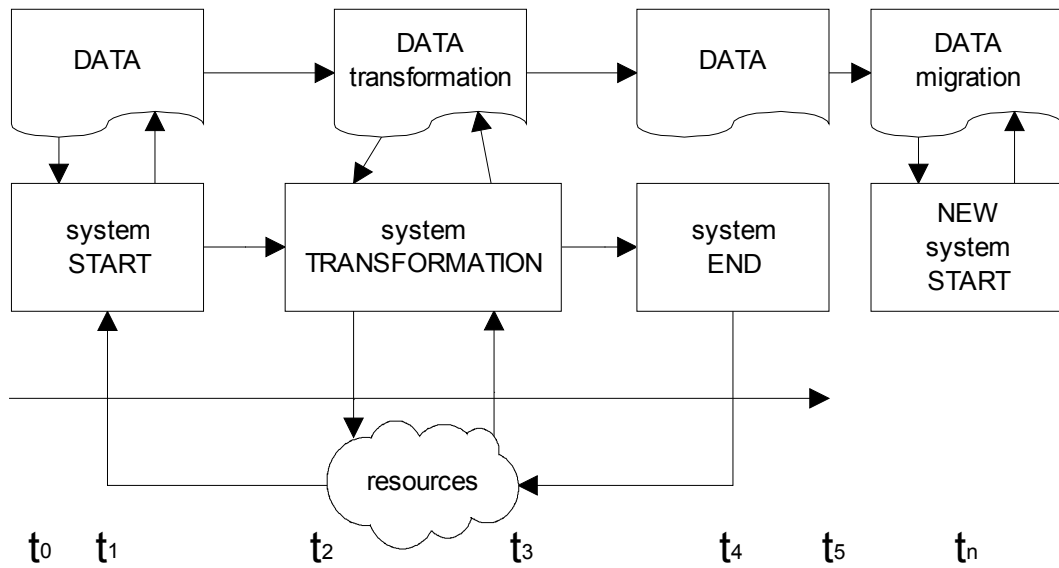 DATA
DATA
transformation
DATA
DATA
migration
system
START
system
TRANSFORMATION
system
END
NEW
system
START
resources
t0 t1 t2 t3 t4 t5 tn